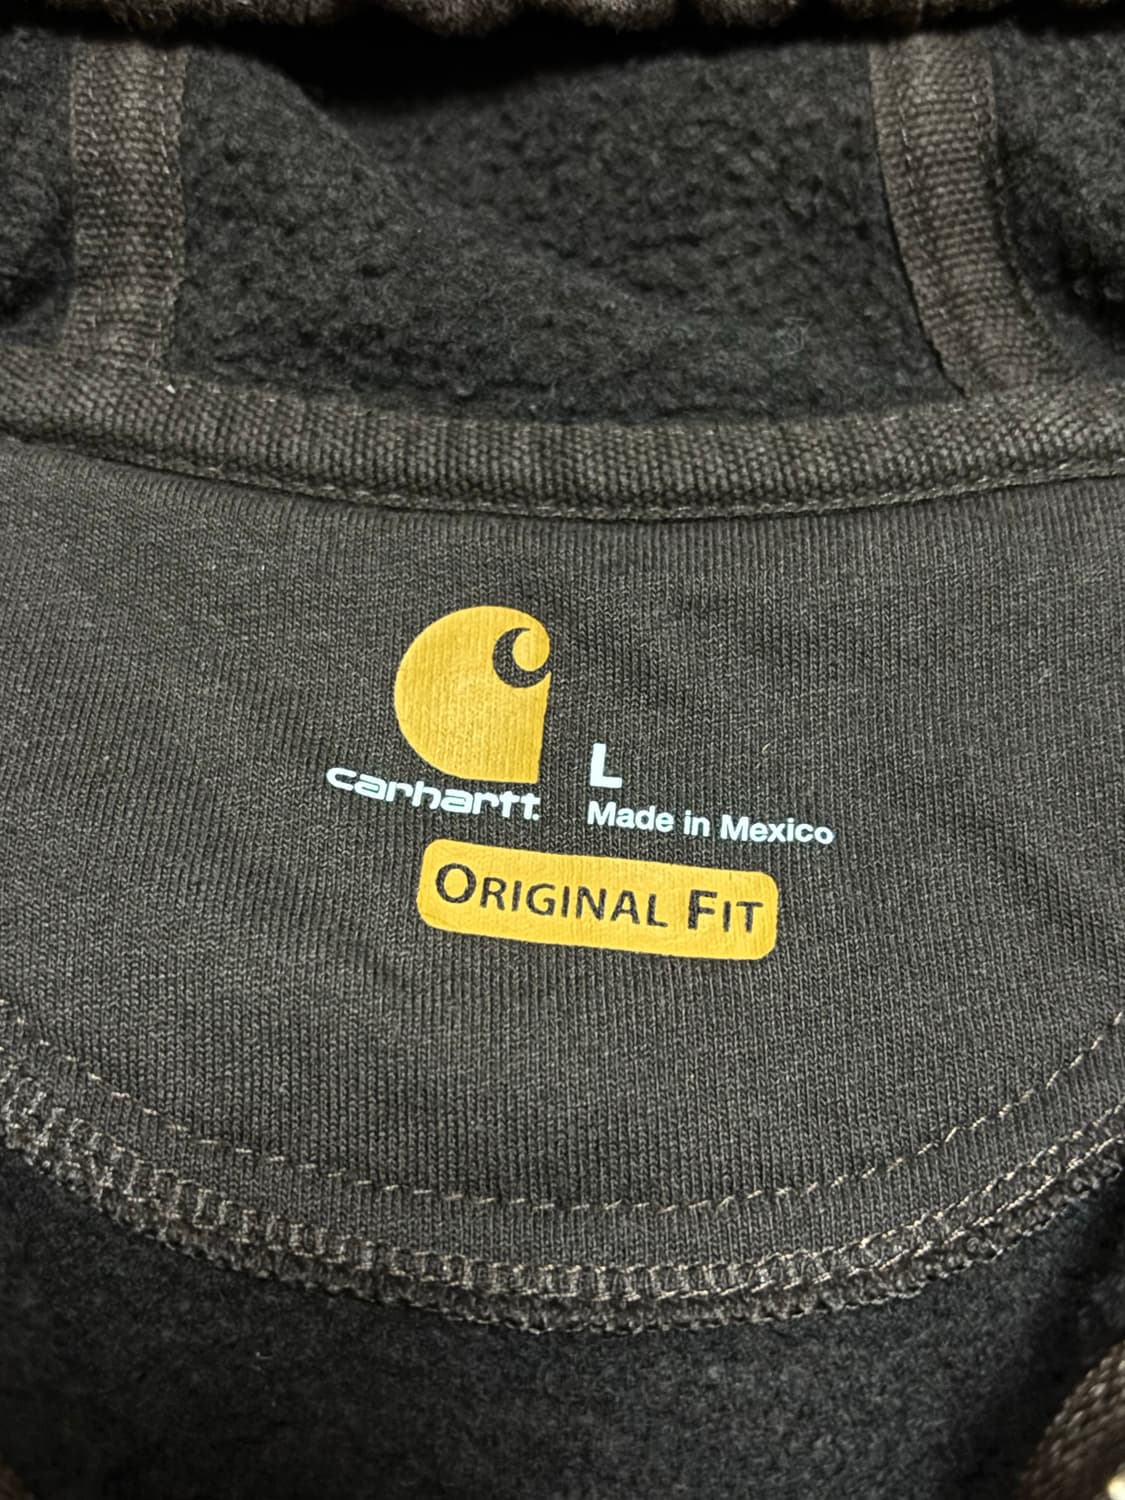 carhartt.
L
Made in Mexico
ORIGINAL FIT